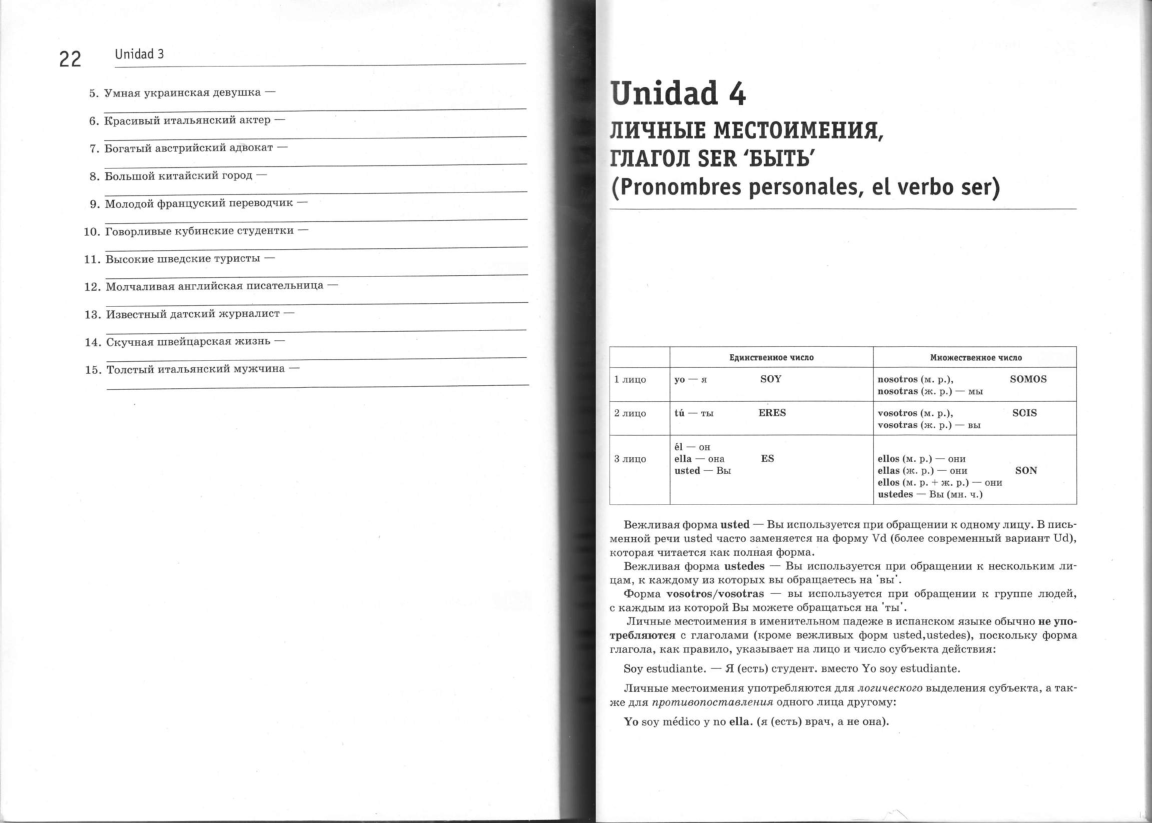 22 Unidad 3
5. Умная украинская девушка —
6. Красивый итальянский актер —
7. Богатый австрийский адвокат —
8. Большой китайский город —
9. Молодой француский переводчик —
10. Говорливые кубинские студентки —
11. Высокие шведские туристы —
12. Молчаливая английская писательница —
13. Известный датский журналист —
14. Скучная швейцарская жизнь —
15. Толстый итальянский мужчина —
Unidad 4
ЛИЧНЫЕ МЕСТОИМЕНИЯ,
ГЛАГОЛ SER ‘БЫТЬ’
(Pronombres personales, el verbo ser)
Единственное число Множественное число
1 лицо yo — я SOY nosotros (м. р.), SOMOS
nosotras (ж. р.) — мы
2 лицо tú — ты ERES vosotros (м. р.), SOIS
vosotras (ж. р.) — вы
él — он
3 лицо ella — она ES ellos (м. р.) — они
usted — Вы ellas (ж. р.) — они SON
ellos (м. р. + ж. р.) — они
ustedes — Вы (мн. ч.)
Вежливая форма usted — Вы используется при обращении к одному лицу. В пись-
менной речи usted часто заменяется на форму Vd (более современный вариант Ud),
которая читается как полная форма.
Вежливая форма ustedes — Вы используется при обращении к нескольким ли-
цам, к каждому из которых вы обращаетесь на 'вы'.
Форма vosotros/vosotras — вы используется при обращении к группе людей,
с каждым из которой Вы можете обращаться на 'ты'.
Личные местоимения в именительном падеже в испанском языке обычно не упо-
требляются с глаголами (кроме вежливых форм usted,ustedes), поскольку форма
глагола, как правило, указывает на лицо и число субъекта действия:
Soy estudiante. — Я (есть) студент. вместо Yo soy estudiante.
Личные местоимения употребляются для логического выделения субъекта, а так-
же для противопоставления одного лица другому:
Yo soy médico y no ella. (я (есть) врач, а не она).